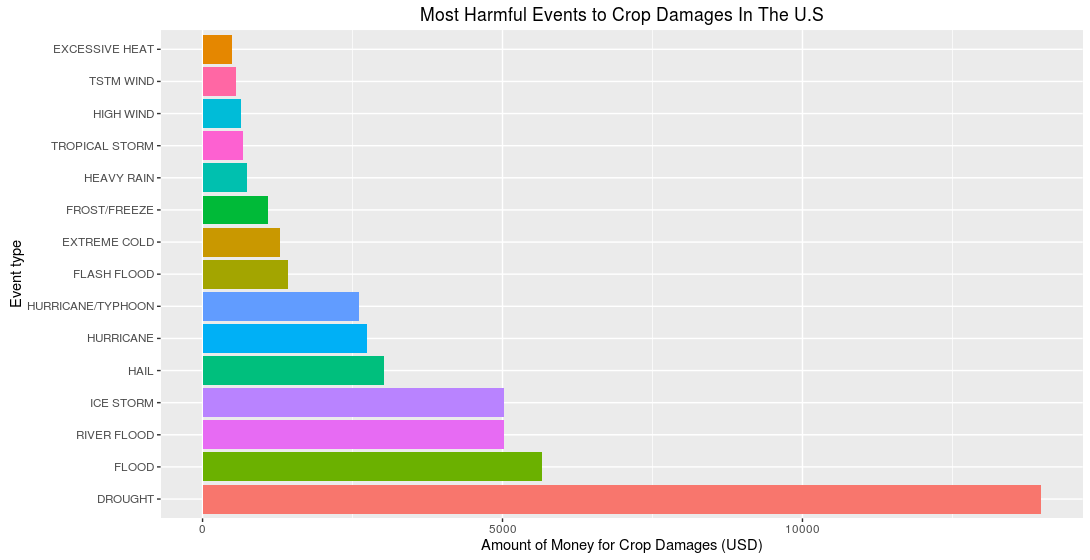 Most Harmful Events to Crop Damages In The U.S
EXCESSIVE HEAT
TSTM WIND
HIGH WIND
TROPICAL STORM
HEAVY RAIN
FROST/FREEZE
EXTREME COLD
FLASH FLOOD
HURRICANE/TYPHOON
HURRICANE
HAIL
ICE STORM
RIVER FLOOD
FLOOD
DROUGHT
Event type
0 5000 10000
Amount of Money for Crop Damages (USD)